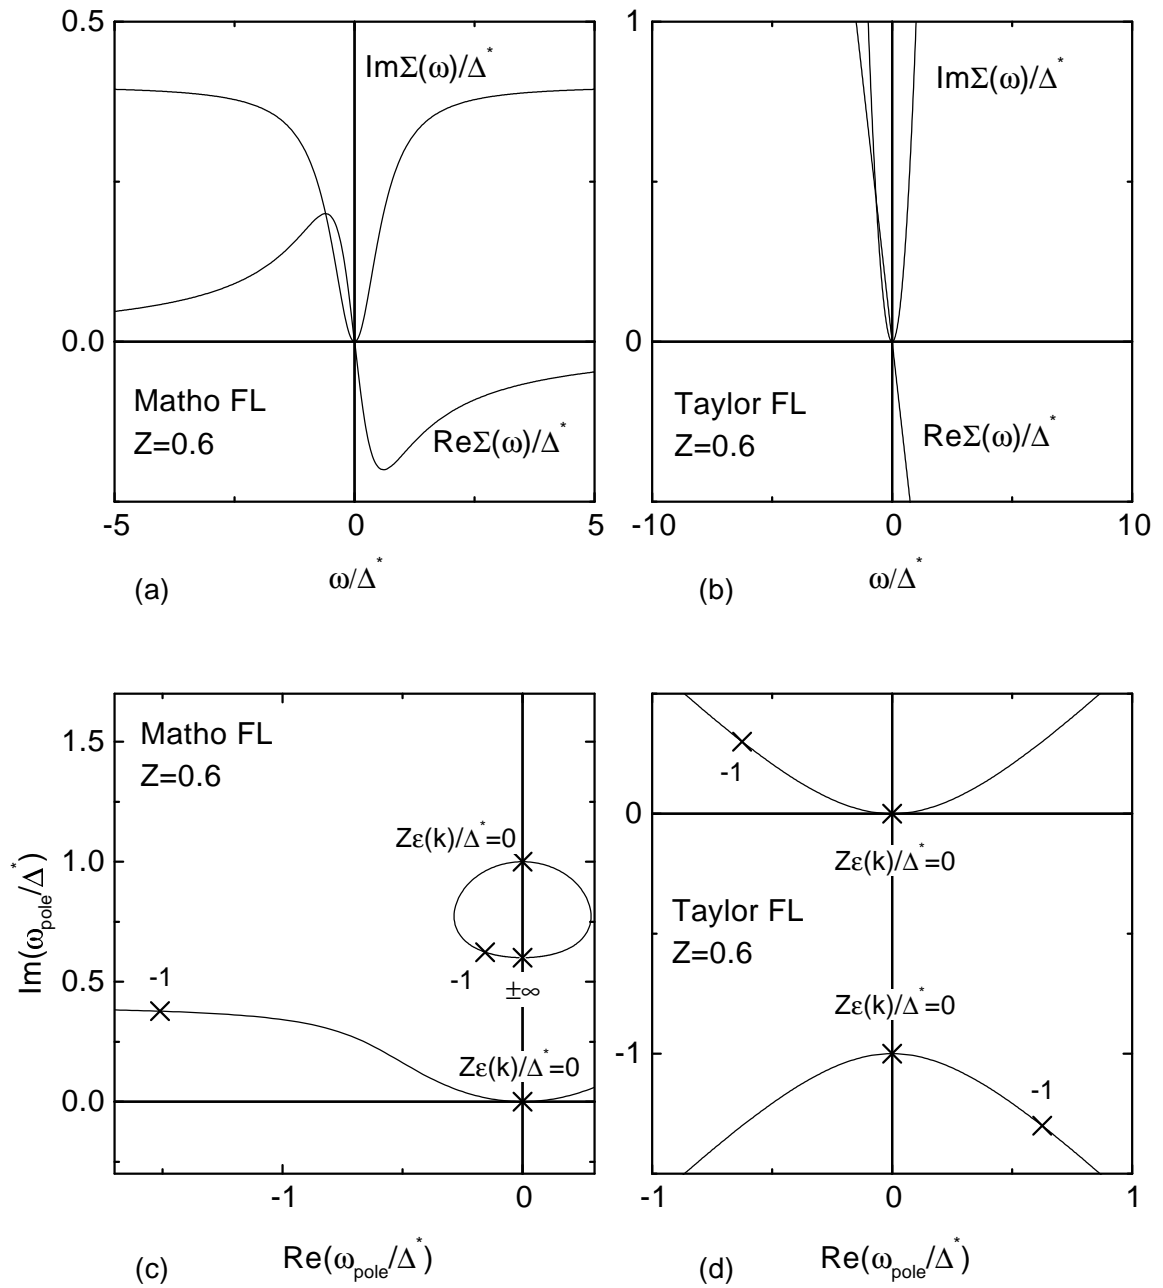 0.5
0.0
ImΣ(ω)/Δ*
Matho FL
Z=0.6
ReΣ(ω)/Δ*
-5
0
5
ω/Δ*
(a)
1
0
ImΣ(ω)/Δ*
Taylor FL
Z=0.6
ReΣ(ω)/Δ*
-10
0
10
ω/Δ*
(b)
1.5
1.0
0.5
0.0
Im(ω_pole/Δ*)
Matho FL
Z=0.6
Zε(k)/Δ*=0
-1
±∞
-1
Zε(k)/Δ*=0
-1
0
Re(ω_pole/Δ*)
(c)
0
-1
-1
Zε(k)/Δ*=0
Taylor FL
Z=0.6
Zε(k)/Δ*=0
-1
-1
0
1
Re(ω_pole/Δ*)
(d)